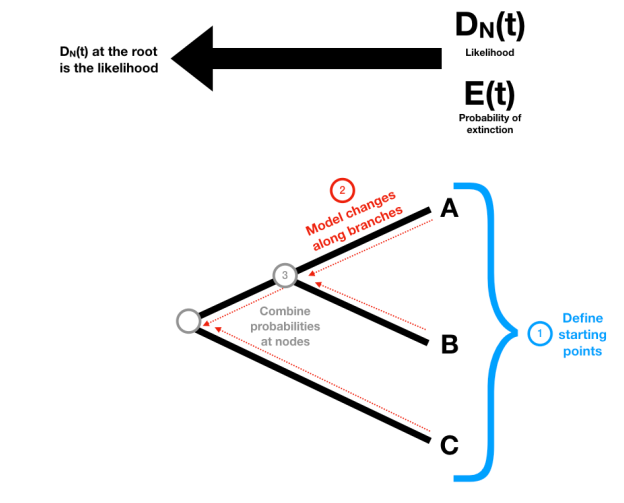 DN(t)
Likelihood
DN(t) at the root
is the likelihood
E(t)
Probability of
extinction
2
Model changes
along branches
A
3
Combine
probabilities
at nodes
B
1
Define
starting
points
C